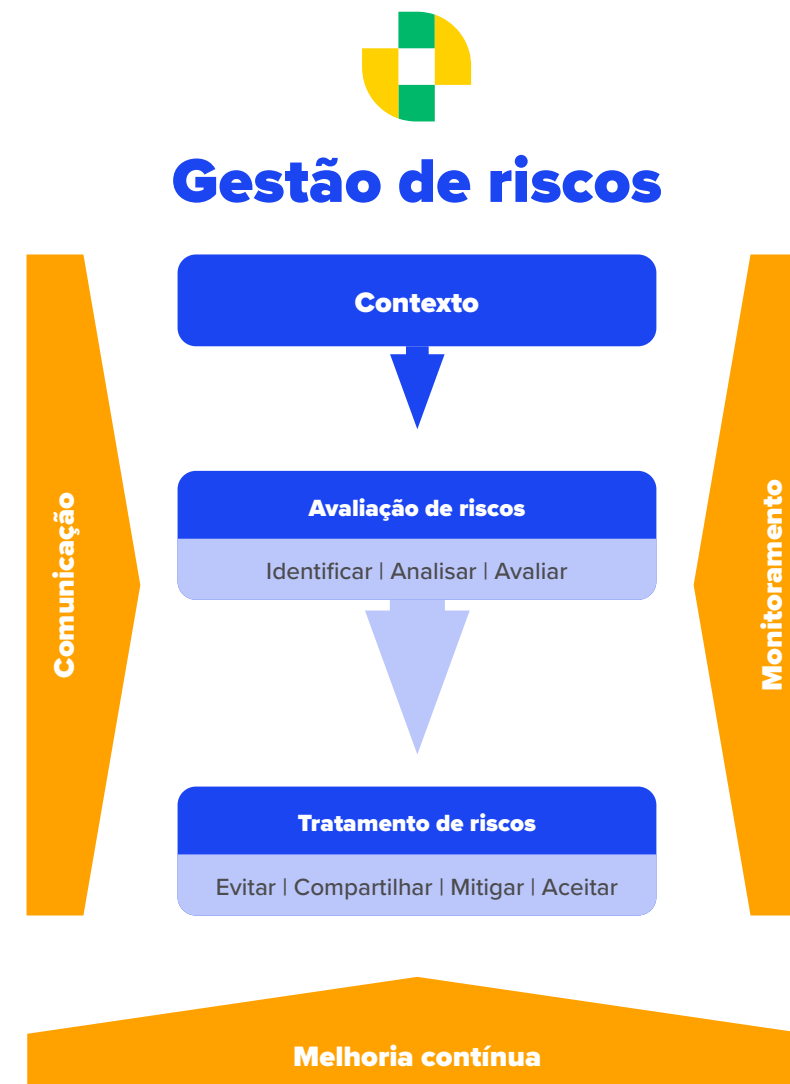 Gestão de riscos
Contexto
Avaliação de riscos
Identificar | Analisar | Avaliar
Comunicação
Monitoramento
Tratamento de riscos
Evitar | Compartilhar | Mitigar | Aceitar
Melhoria contínua